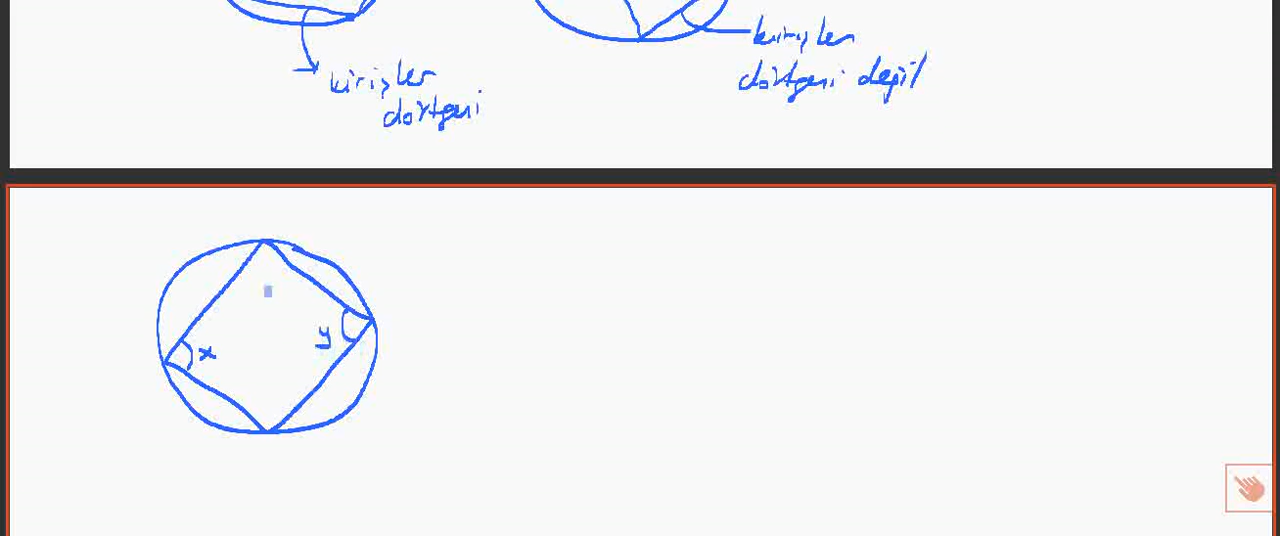 kirişler
dörtgeni
kirişler
dörtgeni değil
x
y